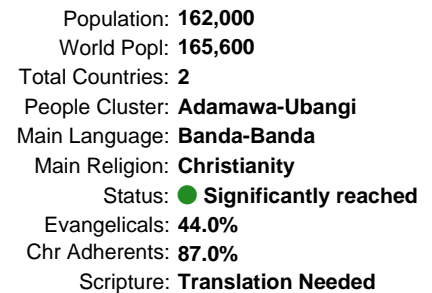 Population: 162,000
World Popl: 165,600
Total Countries: 2
People Cluster: Adamawa-Ubangi
Main Language: Banda-Banda
Main Religion: Christianity
Status: Significantly reached
Evangelicals: 44.0%
Chr Adherents: 87.0%
Scripture: Translation Needed